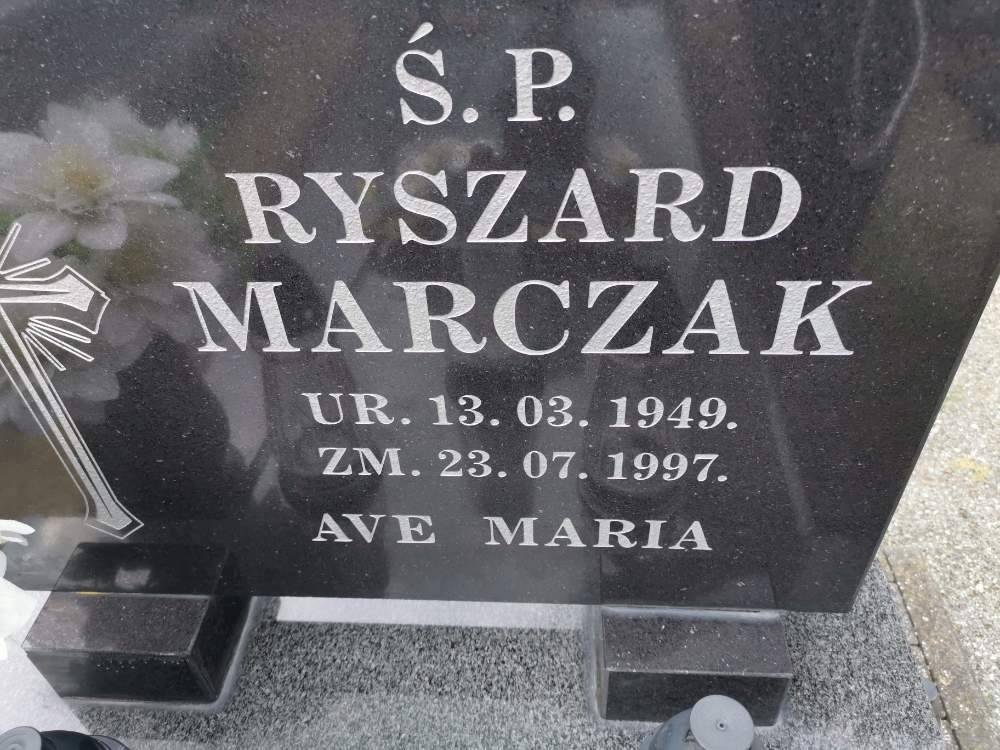 Ś. P.
RYSZARD
MARCZAK
UR. 13. 03. 1949.
ZM. 23. 07. 1997.
AVE MARIA